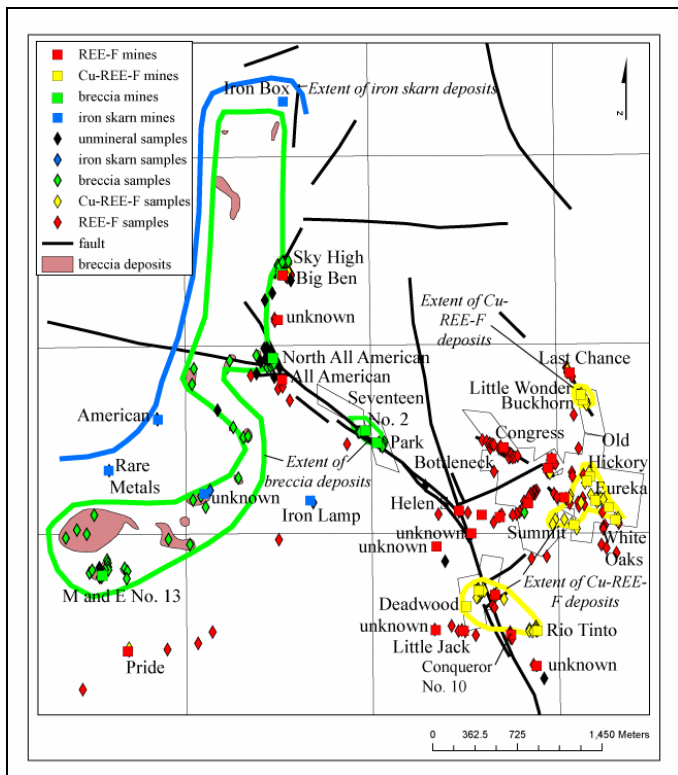 REE-F mines
Cu-REE-F mines
breccia mines
iron skarn mines
unmineral samples
iron skarn samples
breccia samples
Cu-REE-F samples
REE-F samples
fault
breccia deposits
Iron Box
Extent of iron skarn deposits
z
Sky High
Big Ben
unknown
Extent of Cu-
REE-F
deposits
North All American
All American
Last Chance
Little Wonder
Buckhorn
Seventeen
No. 2
American
Park
Congress
Old
Extent of
breccia deposits
Bottleneck
Hickory
Rare
Metals
unknown
Eureka
Iron Lamp
Helen S
unknown
Summit
White
Oaks
unknown
M and E No. 13
Extent of Cu-REE-
F deposits
Deadwood
unknown
Rio Tinto
Little Jack
Pride
Conqueror
No. 10
unknown
0 362.5 725 1,450 Meters